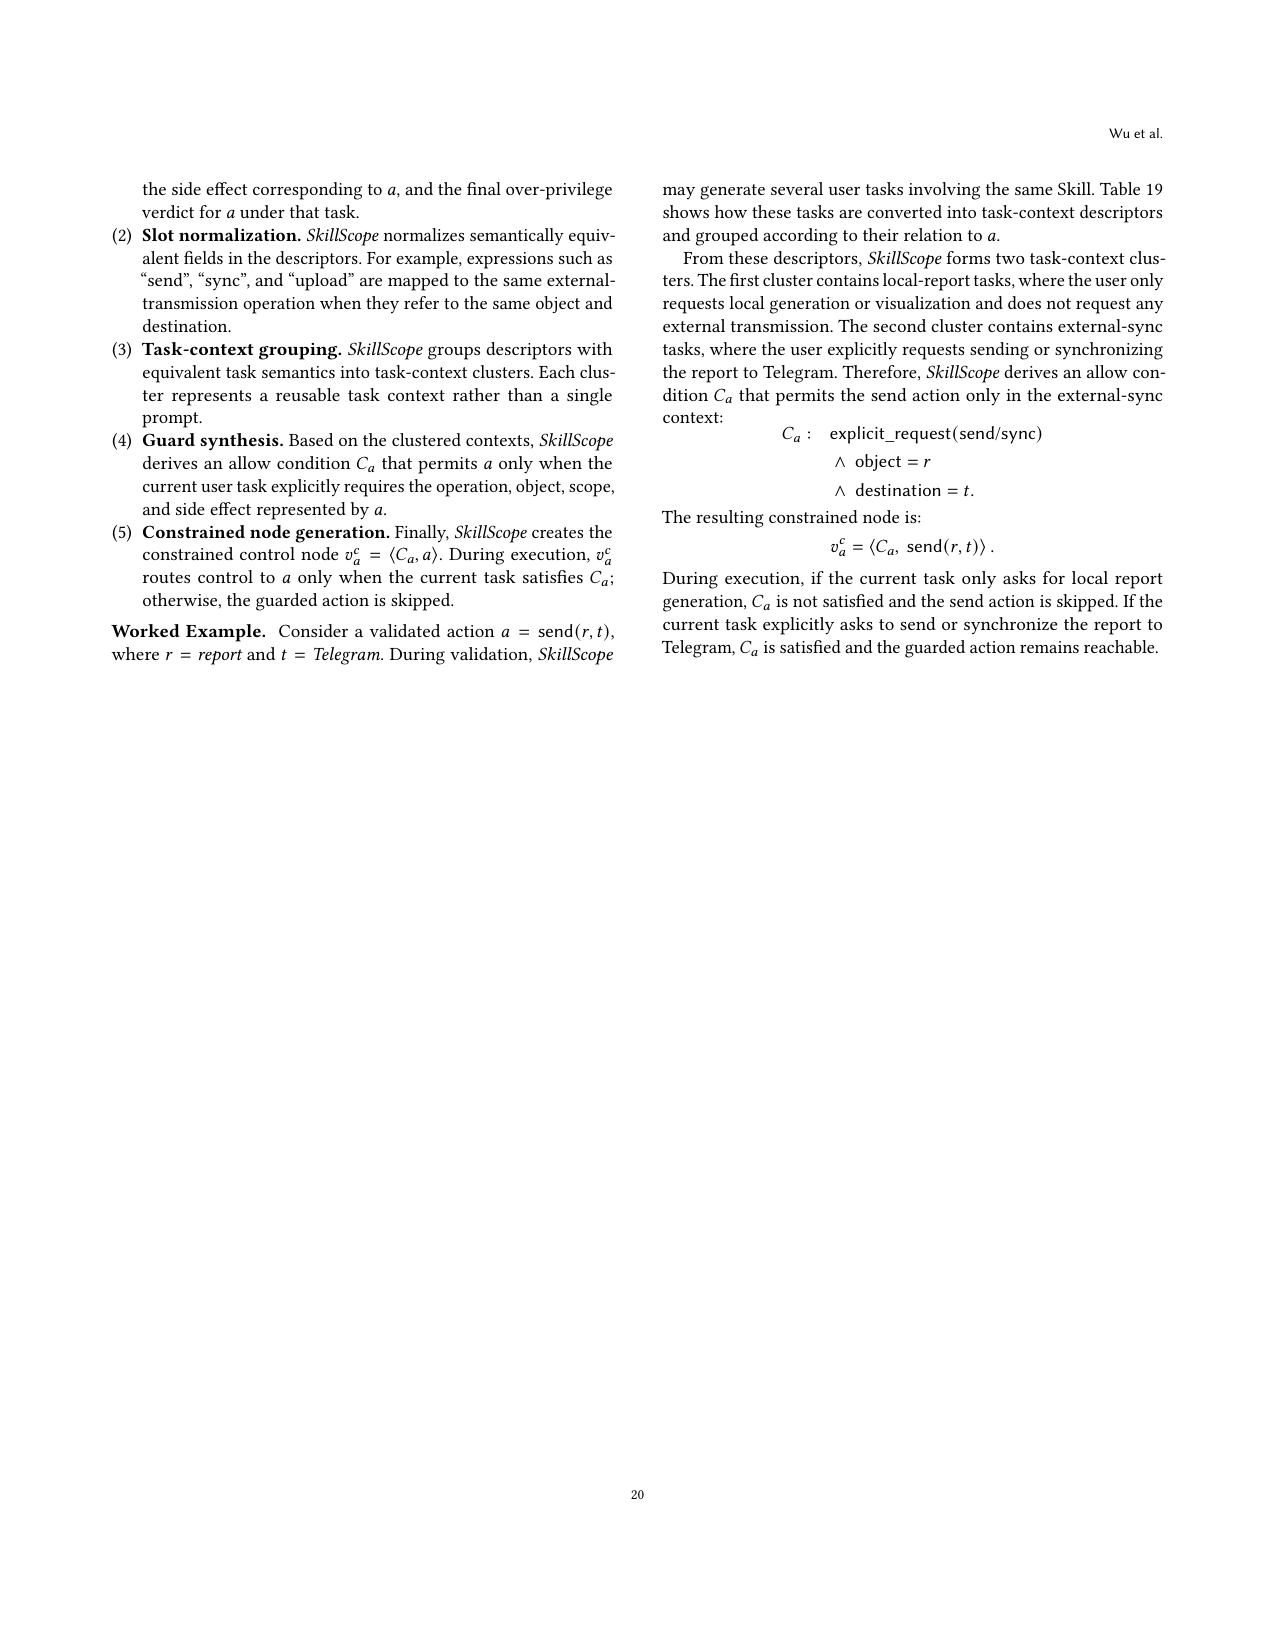 Wu et al.
the side effect corresponding to a, and the final over-privilege
verdict for a under that task.
(2) Slot normalization. SkillScope normalizes semantically equiv-
alent fields in the descriptors. For example, expressions such as
“send”, “sync”, and “upload” are mapped to the same external-
transmission operation when they refer to the same object and
destination.
(3) Task-context grouping. SkillScope groups descriptors with
equivalent task semantics into task-context clusters. Each clus-
ter represents a reusable task context rather than a single
prompt.
(4) Guard synthesis. Based on the clustered contexts, SkillScope
derives an allow condition Cₐ that permits a only when the
current user task explicitly requires the operation, object, scope,
and side effect represented by a.
(5) Constrained node generation. Finally, SkillScope creates the
constrained control node vₐᶜ = ⟨Cₐ, a⟩. During execution, vₐᶜ
routes control to a only when the current task satisfies Cₐ;
otherwise, the guarded action is skipped.
Worked Example. Consider a validated action a = send(r, t),
where r = report and t = Telegram. During validation, SkillScope
may generate several user tasks involving the same Skill. Table 19
shows how these tasks are converted into task-context descriptors
and grouped according to their relation to a.
From these descriptors, SkillScope forms two task-context clus-
ters. The first cluster contains local-report tasks, where the user only
requests local generation or visualization and does not request any
external transmission. The second cluster contains external-sync
tasks, where the user explicitly requests sending or synchronizing
the report to Telegram. Therefore, SkillScope derives an allow con-
dition Cₐ that permits the send action only in the external-sync
context:
Cₐ : explicit_request(send/sync)
∧ object = r
∧ destination = t.
The resulting constrained node is:
vₐᶜ = ⟨Cₐ, send(r, t)⟩ .
During execution, if the current task only asks for local report
generation, Cₐ is not satisfied and the send action is skipped. If the
current task explicitly asks to send or synchronize the report to
Telegram, Cₐ is satisfied and the guarded action remains reachable.
20